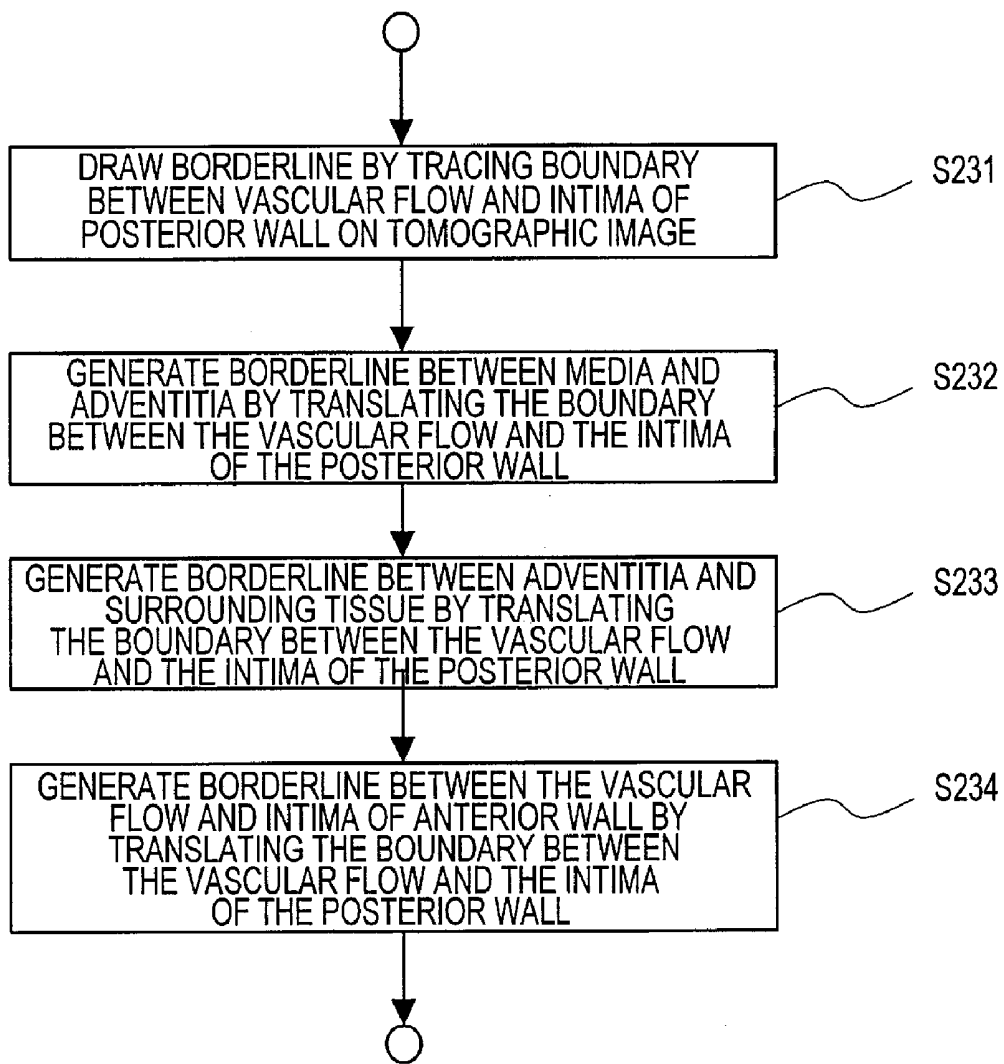 DRAW BORDERLINE BY TRACING BOUNDARY
BETWEEN VASCULAR FLOW AND INTIMA OF
POSTERIOR WALL ON TOMOGRAPHIC IMAGE
S231
GENERATE BORDERLINE BETWEEN MEDIA AND
ADVENTITIA BY TRANSLATING THE BOUNDARY
BETWEEN THE VASCULAR FLOW AND THE INTIMA
OF THE POSTERIOR WALL
S232
GENERATE BORDERLINE BETWEEN ADVENTITIA AND
SURROUNDING TISSUE BY TRANSLATING
THE BOUNDARY BETWEEN THE VASCULAR FLOW
AND THE INTIMA OF THE POSTERIOR WALL
S233
GENERATE BORDERLINE BETWEEN THE VASCULAR
FLOW AND INTIMA OF ANTERIOR WALL BY
TRANSLATING THE BOUNDARY BETWEEN
THE VASCULAR FLOW AND THE INTIMA
OF THE POSTERIOR WALL
S234